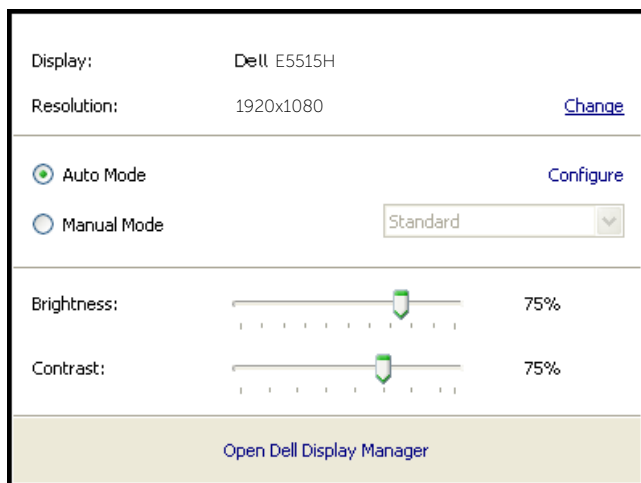 Display: Dell E5515H
Resolution: 1920x1080 Change
Auto Mode Configure
Manual Mode Standard
Brightness: 75%
Contrast: 75%
Open Dell Display Manager